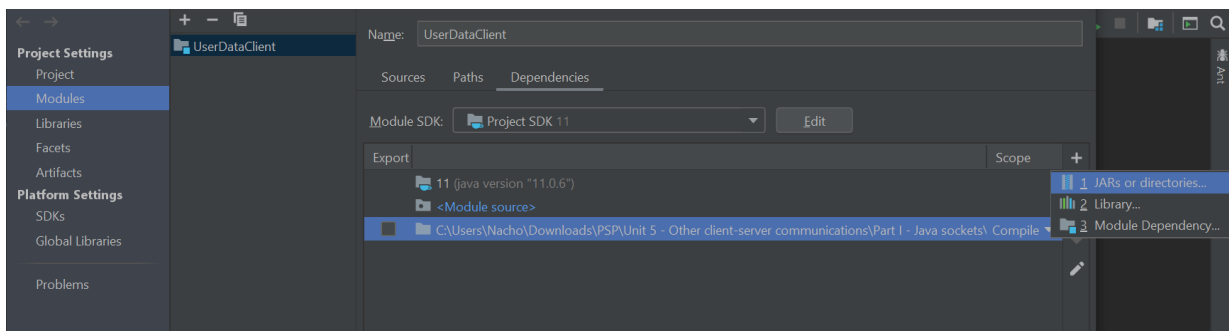 Project Settings
Project
Modules
Libraries
Facets
Artifacts
Platform Settings
SDKs
Global Libraries
Problems
UserDataClient
Name: UserDataClient
Sources Paths Dependencies
Module SDK: Project SDK 11 Edit
Export Scope
11 (java version "11.0.6")
<Module source>
C:\Users\Nacho\Downloads\PSP\Unit 5 - Other client-server communications\Part I - Java sockets\ Compile
1 JARs or directories...
2 Library...
3 Module Dependency...
Ant